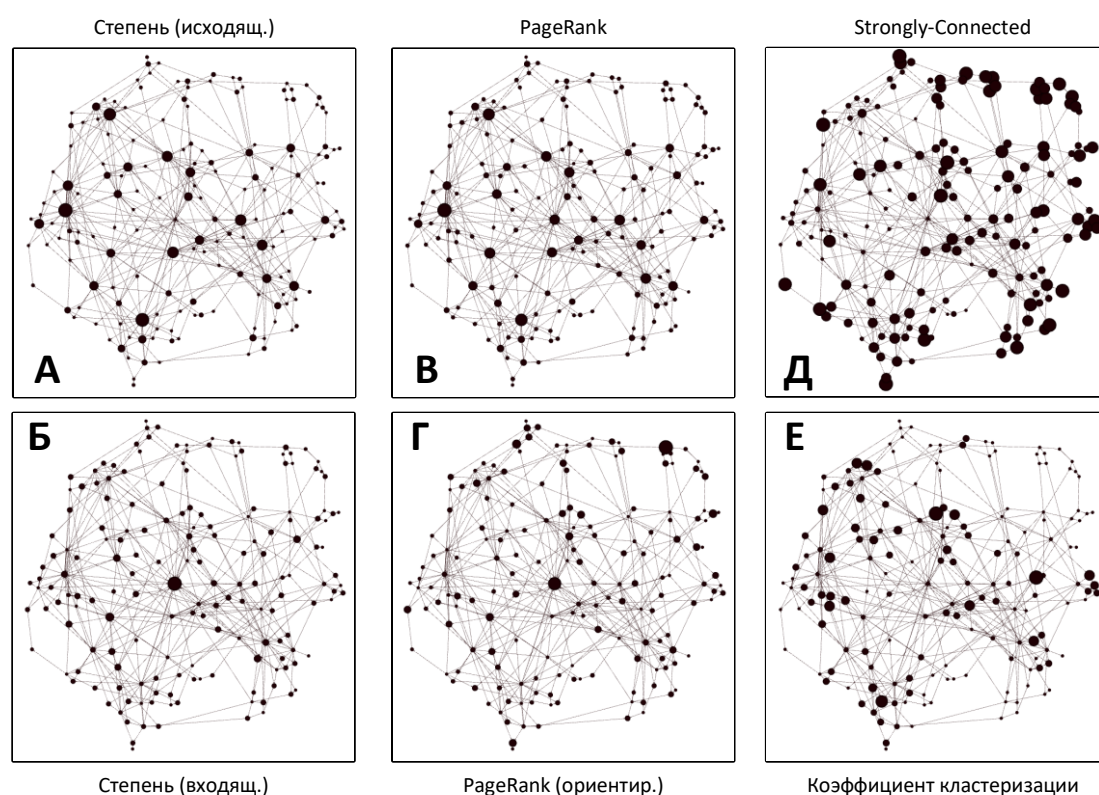 Степень (исходящ.)
PageRank
Strongly-Connected
А
В
Д
Б
Г
Е
Степень (входящ.)
PageRank (ориентир.)
Коэффициент кластеризации